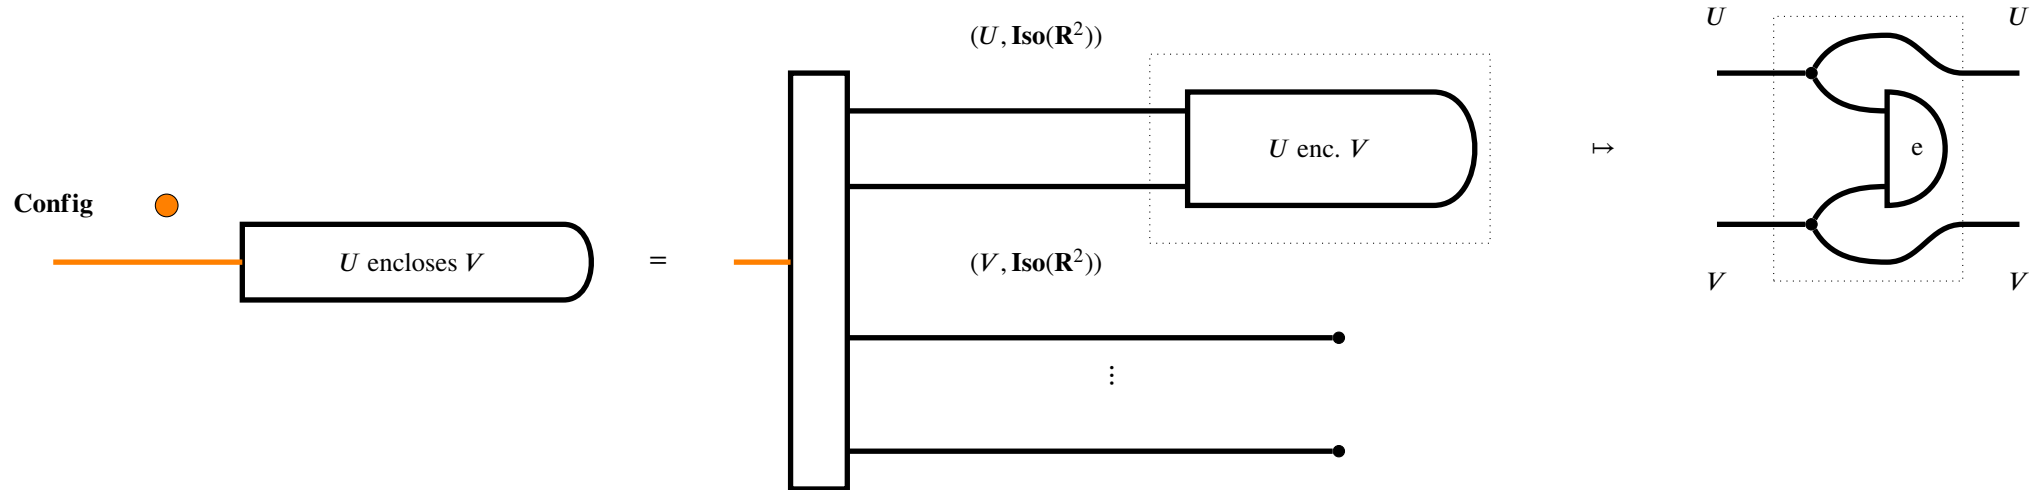 Config
U encloses V
=
(U, Iso(R²))
U enc. V
(V, Iso(R²))
⋮
↦
U U
e
V V